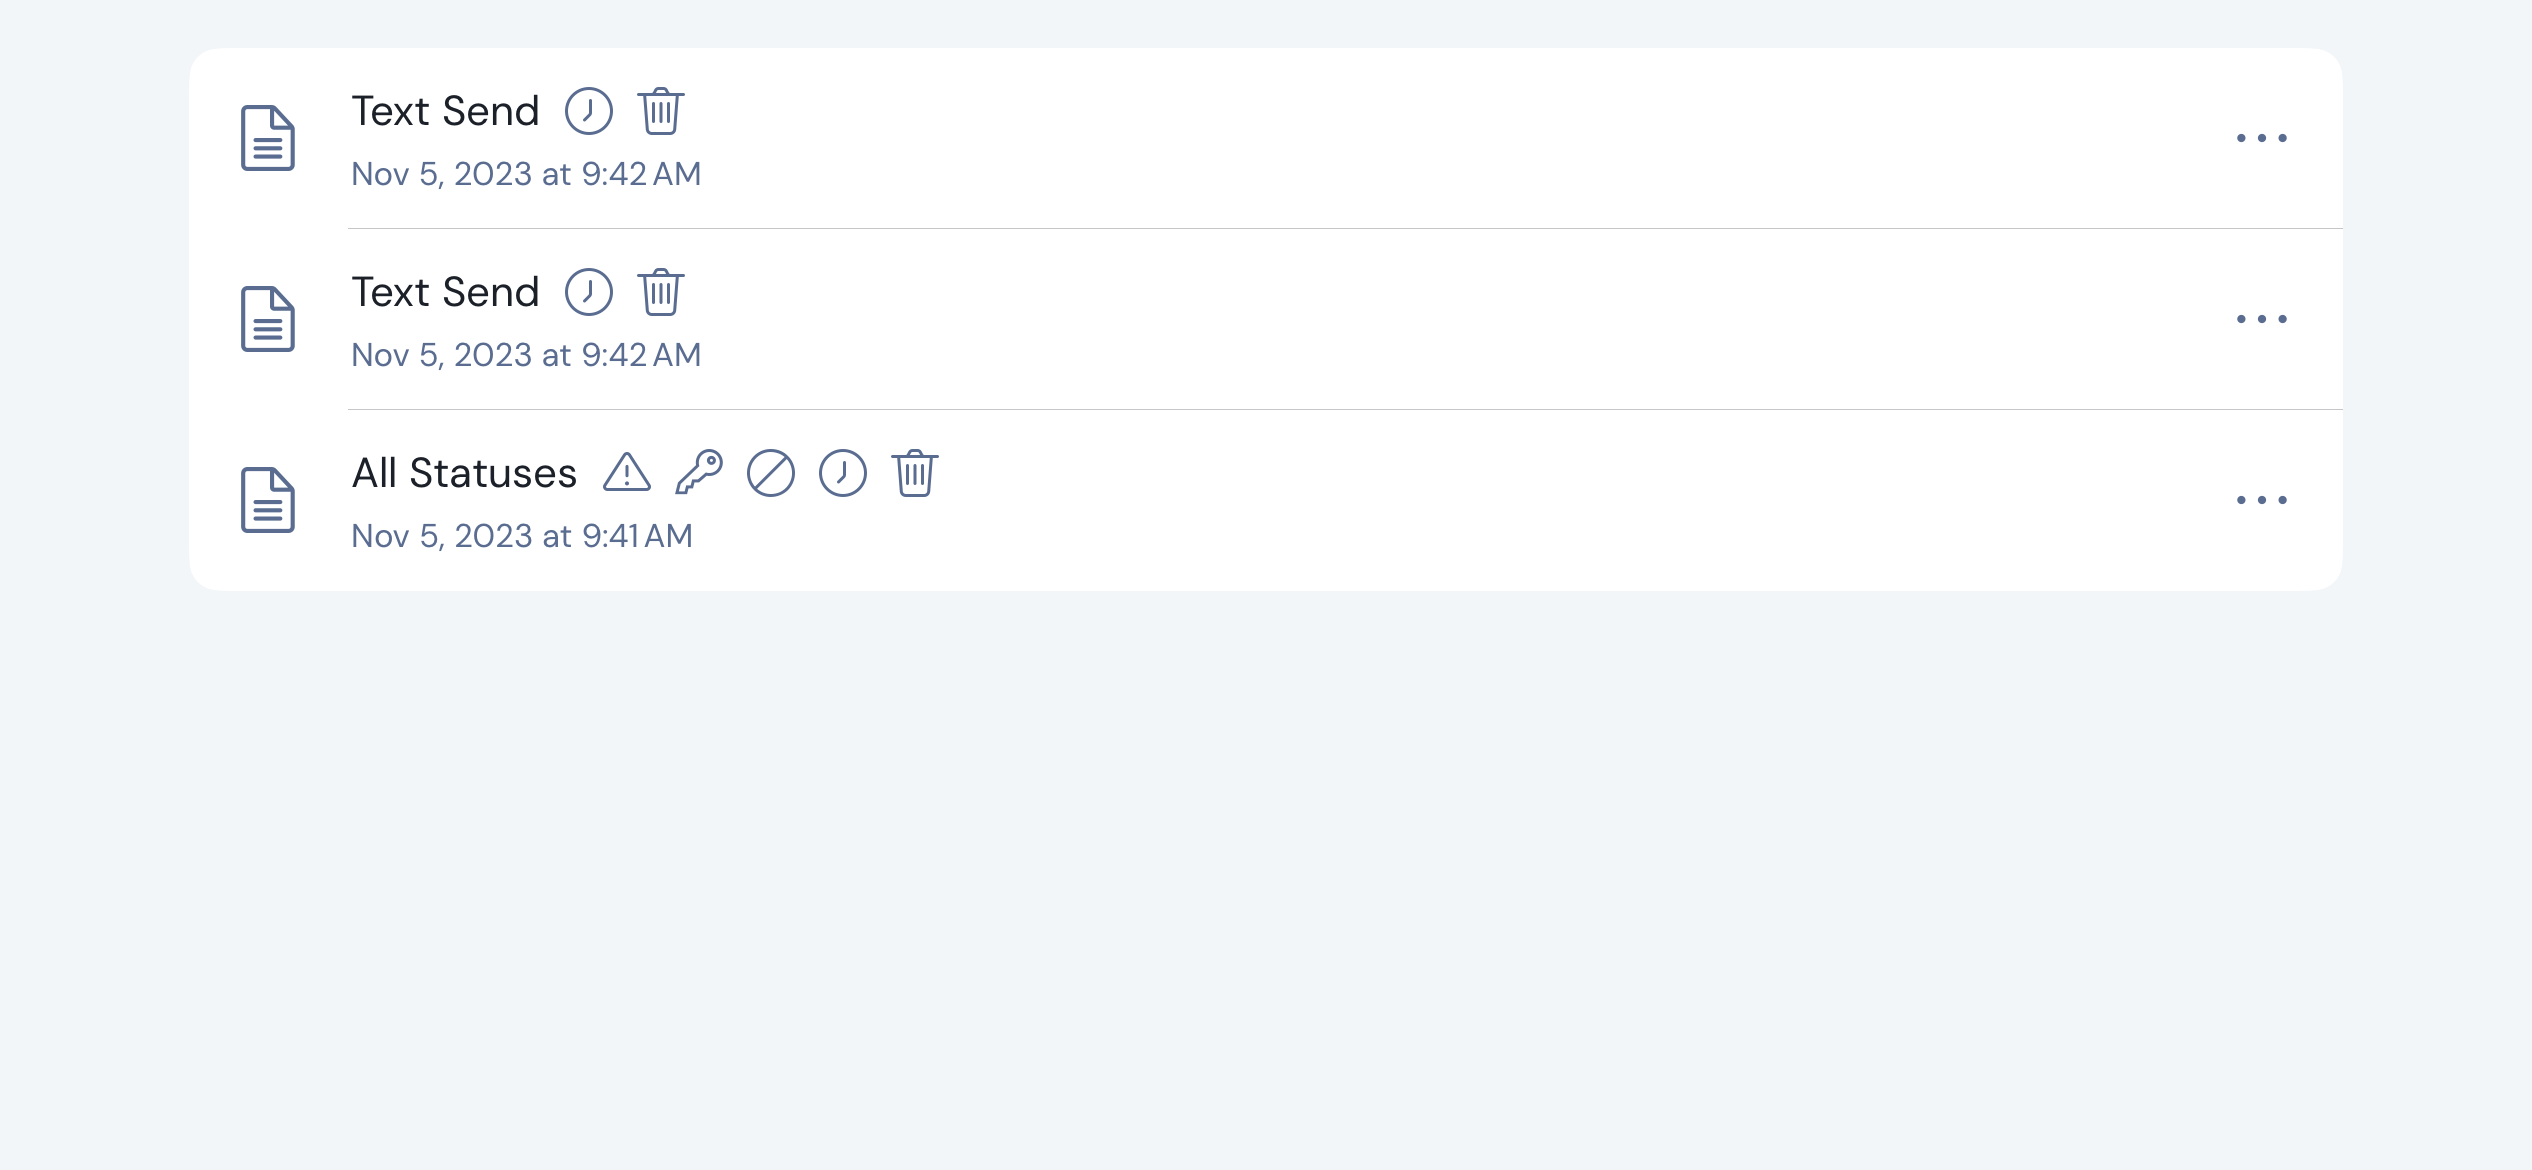 Text Send
Nov 5, 2023 at 9:42 AM
Text Send
Nov 5, 2023 at 9:42 AM
All Statuses
Nov 5, 2023 at 9:41 AM